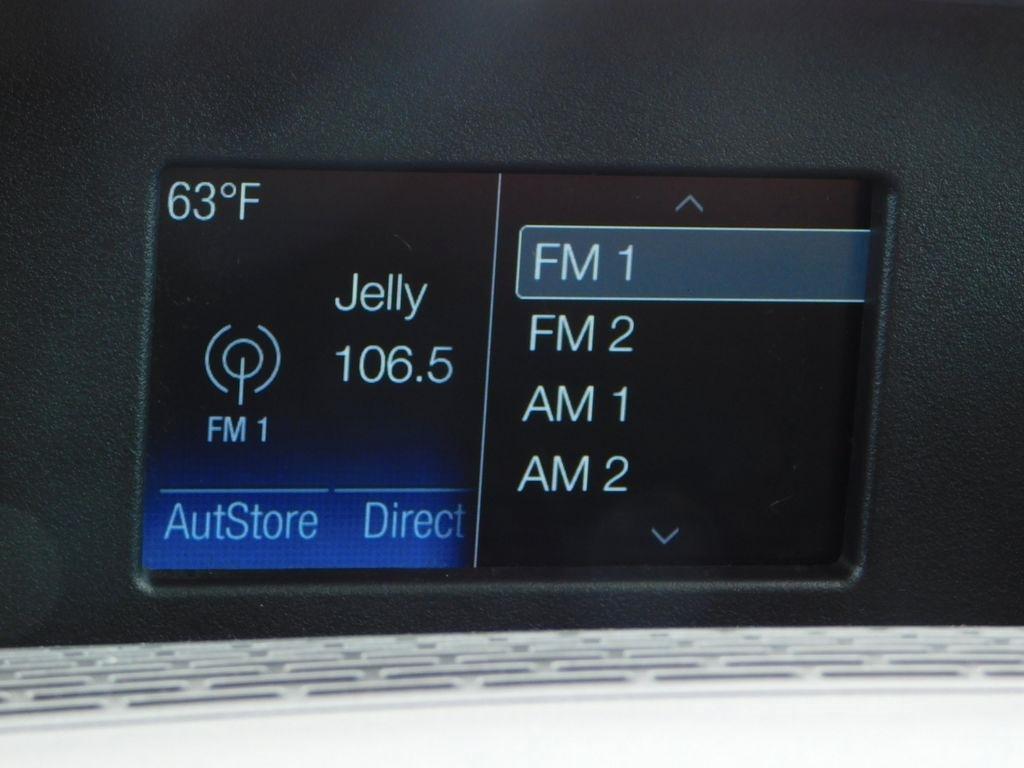 63°F
Jelly
106.5
FM 1
AutStore
Direct
FM 1
FM 2
AM 1
AM 2